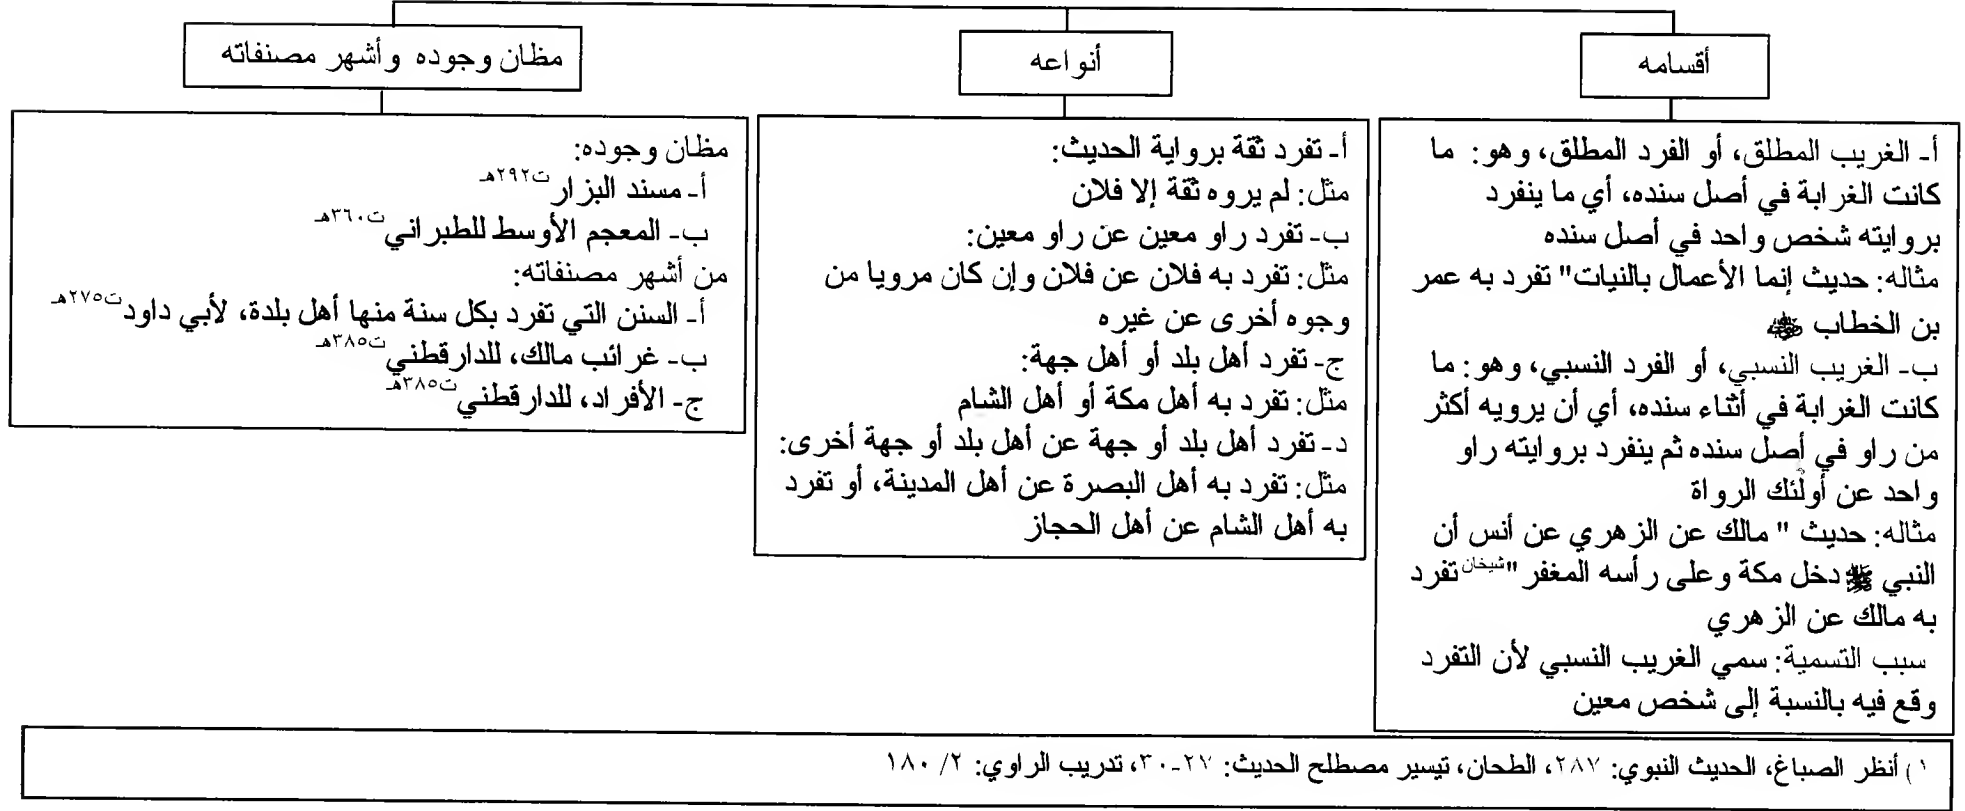 أقسامه
أ- الغريب المطلق، أو الفرد المطلق، وهو: ما
كانت الغرابة في أصل سنده، أي ما ينفرد
بروايته شخص واحد في أصل سنده
مثاله: حديث إنما الأعمال بالنيات" تفرد به عمر
بن الخطاب ﵁
ب- الغريب النسبي، أو الفرد النسبي، وهو: ما
كانت الغرابة في أثناء سنده، أي أن يرويه أكثر
من راو في أصل سنده ثم ينفرد بروايته راو
واحد عن أولئك الرواة
مثاله: حديث " مالك عن الزهري عن أنس أن
النبي ﷺ دخل مكة وعلى رأسه المغفر "شيخان تفرد
به مالك عن الزهري
سبب التسمية: سمي الغريب النسبي لأن التفرد
وقع فيه بالنسبة إلى شخص معين
أنواعه
أ- تفرد ثقة برواية الحديث:
مثل: لم يروه ثقة إلا فلان
ب- تفرد راو معين عن راو معين:
مثل: تفرد به فلان عن فلان وإن كان مرويا من
وجوه أخرى عن غيره
ج- تفرد أهل بلد أو أهل جهة:
مثل: تفرد به أهل مكة أو أهل الشام
د- تفرد أهل بلد أو جهة عن أهل بلد أو جهة أخرى:
مثل: تفرد به أهل البصرة عن أهل المدينة، أو تفرد
به أهل الشام عن أهل الحجاز
مظان وجوده وأشهر مصنفاته
مظان وجوده:
أ- مسند البزار ت٢٩٢هـ
ب- المعجم الأوسط للطبراني ت٣٦٠هـ
من أشهر مصنفاته:
أ- السنن التي تفرد بكل سنة منها أهل بلدة، لأبي داود ت٢٧٥هـ
ب- غرائب مالك، للدارقطني ت٣٨٥هـ
ج- الأفراد، للدارقطني ت٣٨٥هـ
١) أنظر الصباغ، الحديث النبوي: ٢٨٧، الطحان، تيسير مصطلح الحديث: ٢٧-٣٠، تدريب الراوي: ٢/ ١٨٠